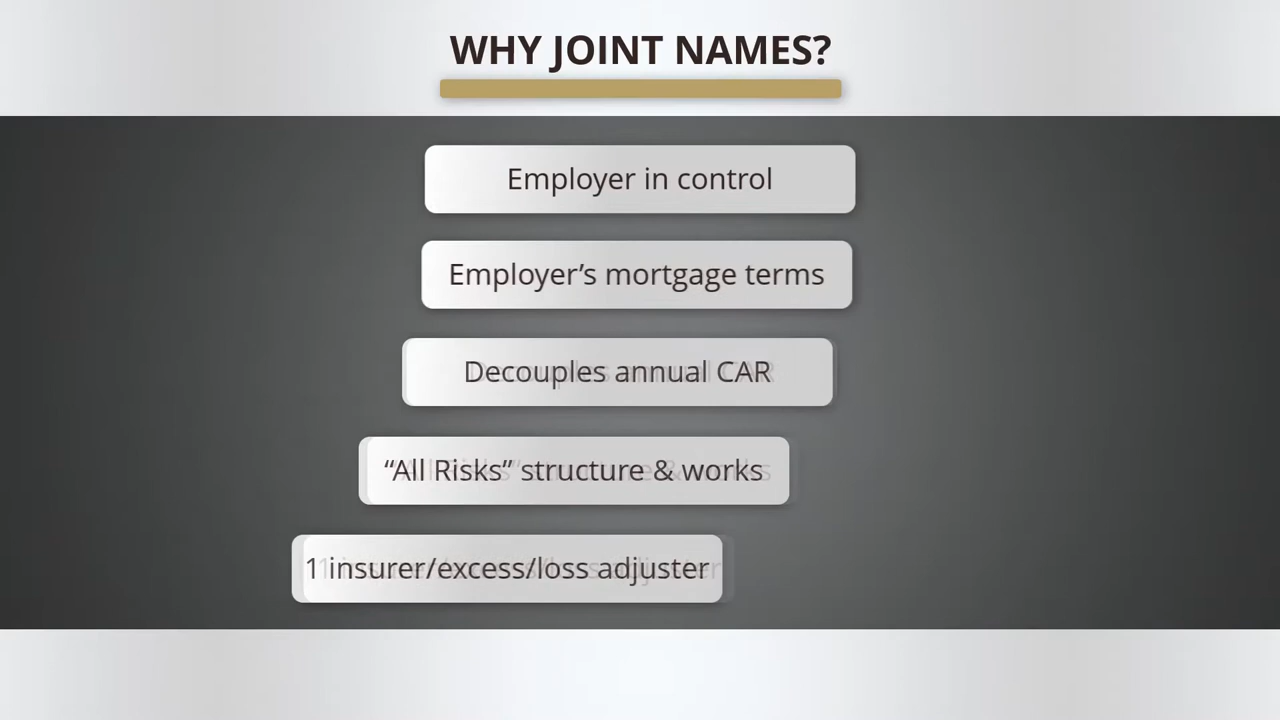 WHY JOINT NAMES?
Employer in control
Employer’s mortgage terms
Decouples annual CAR
“All Risks” structure & works
1 insurer/excess/loss adjuster